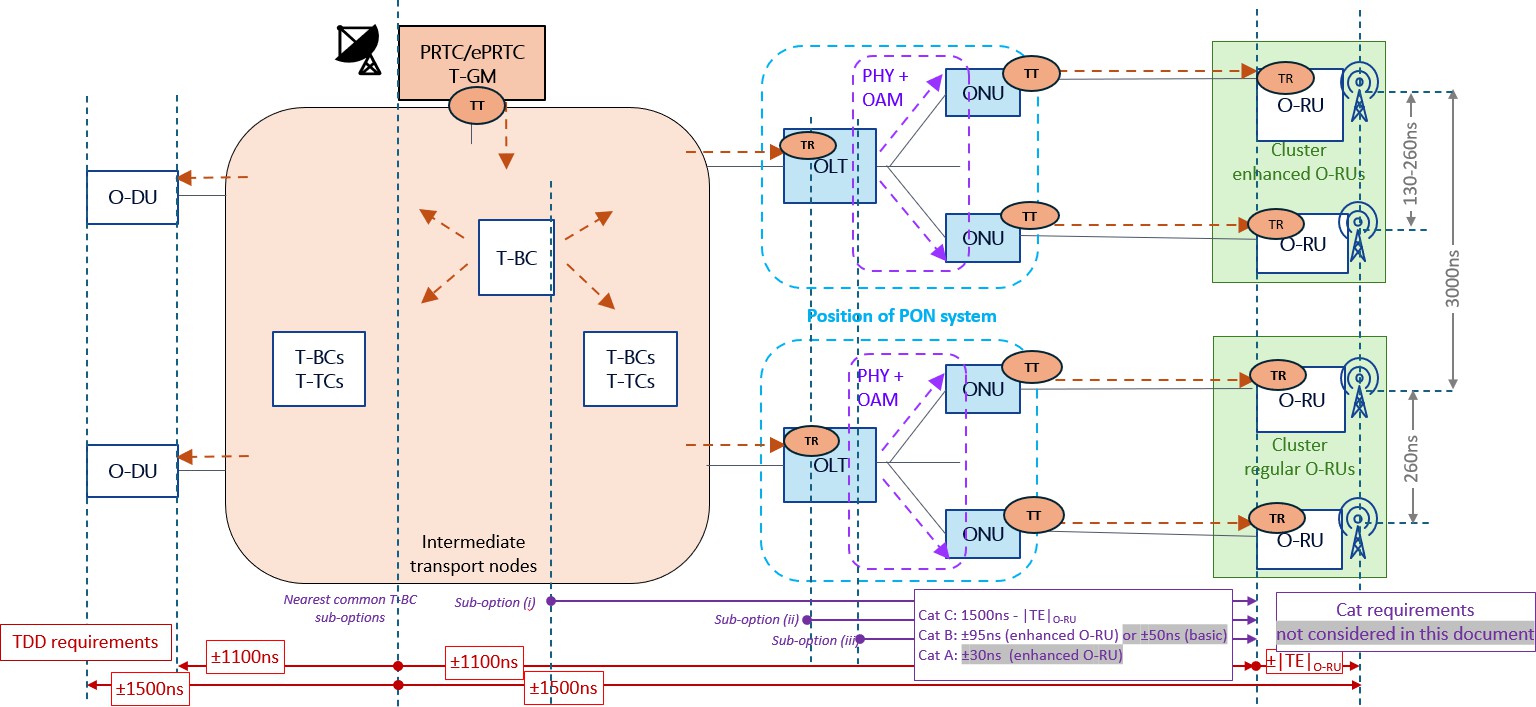 PRTC/ePRTC
T-GM
TT
O-DU
T-BC
T-BCs
T-TCs
T-BCs
T-TCs
O-DU
Intermediate
transport nodes
PHY +
OAM
TR
OLT
ONU
TT
ONU
TT
Position of PON system
PHY +
OAM
TR
OLT
ONU
TT
ONU
TT
TR
O-RU
Cluster
enhanced O-RUs
TR
O-RU
TR
O-RU
Cluster
regular O-RUs
TR
O-RU
130-260ns
3000ns
260ns
Nearest common T-BC
sub-options
Sub-option (i)
Sub-option (ii)
Sub-option (iii)
Cat C: 1500ns - |TE|O-RU
Cat B: ±95ns (enhanced O-RU) or ±50ns (basic)
Cat A: ±30ns (enhanced O-RU)
Cat requirements
not considered in this document
TDD requirements
±1100ns
±1100ns
±|TE|O-RU
±1500ns
±1500ns